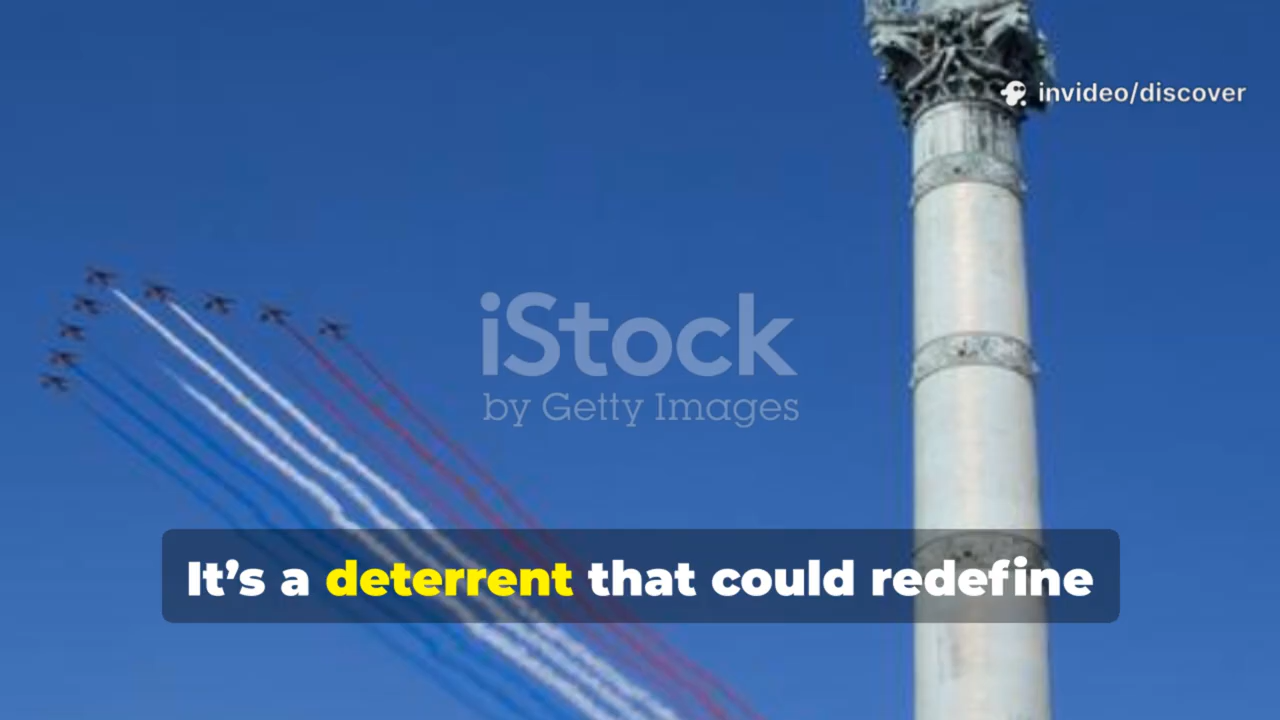 invideo/discover
iStock
by Getty Images
It's a deterrent that could redefine